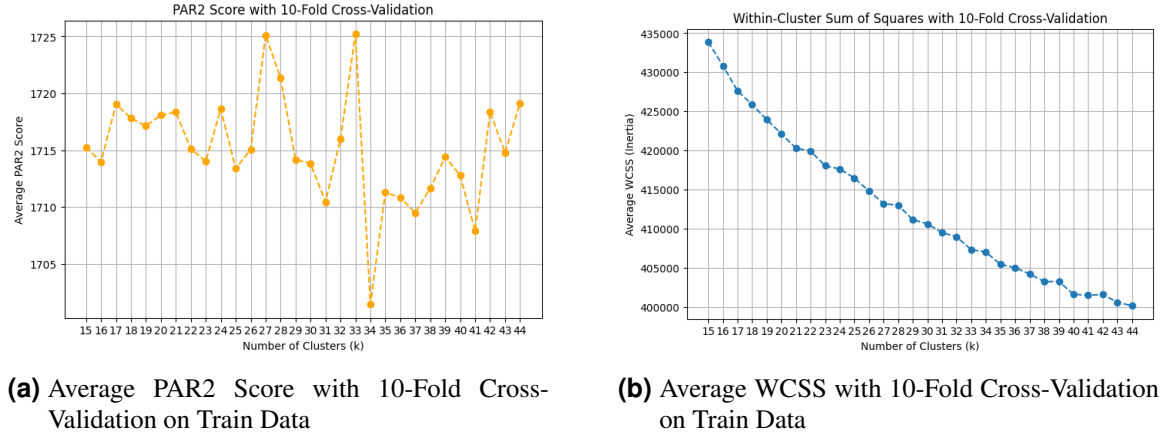 PAR2 Score with 10-Fold Cross-Validation
1725
1720
1715
1710
1705
Average PAR2 Score
15 16 17 18 19 20 21 22 23 24 25 26 27 28 29 30 31 32 33 34 35 36 37 38 39 40 41 42 43 44
Number of Clusters (k)
(a) Average PAR2 Score with 10-Fold Cross-
Validation on Train Data
Within-Cluster Sum of Squares with 10-Fold Cross-Validation
435000
430000
425000
420000
415000
410000
405000
400000
Average WCSS (Inertia)
15 16 17 18 19 20 21 22 23 24 25 26 27 28 29 30 31 32 33 34 35 36 37 38 39 40 41 42 43 44
Number of Clusters (k)
(b) Average WCSS with 10-Fold Cross-Validation
on Train Data